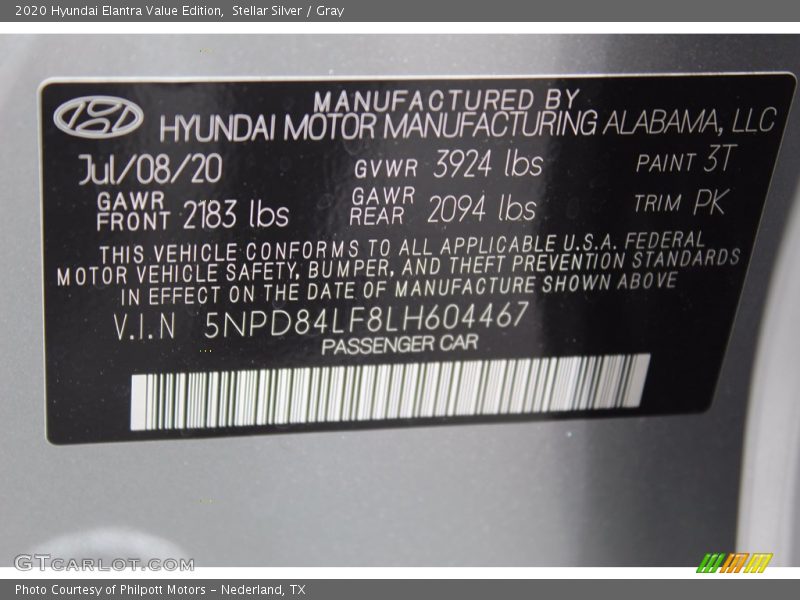 2020 Hyundai Elantra Value Edition,  Stellar Silver / Gray
MANUFACTURED BY
HYUNDAI MOTOR MANUFACTURING ALABAMA, LLC
Jul/08/20 GVWR 3924 lbs PAINT 3T
GAWR FRONT 2183 lbs GAWR REAR 2094 lbs TRIM PK
THIS VEHICLE CONFORMS TO ALL APPLICABLE U.S.A. FEDERAL
MOTOR VEHICLE SAFETY, BUMPER, AND THEFT PREVENTION STANDARDS
IN EFFECT ON THE DATE OF MANUFACTURE SHOWN ABOVE
V.I.N 5NPD84LF8LH604467
PASSENGER CAR
GTcarlot.com
Photo Courtesy of Philpott Motors – Nederland, TX